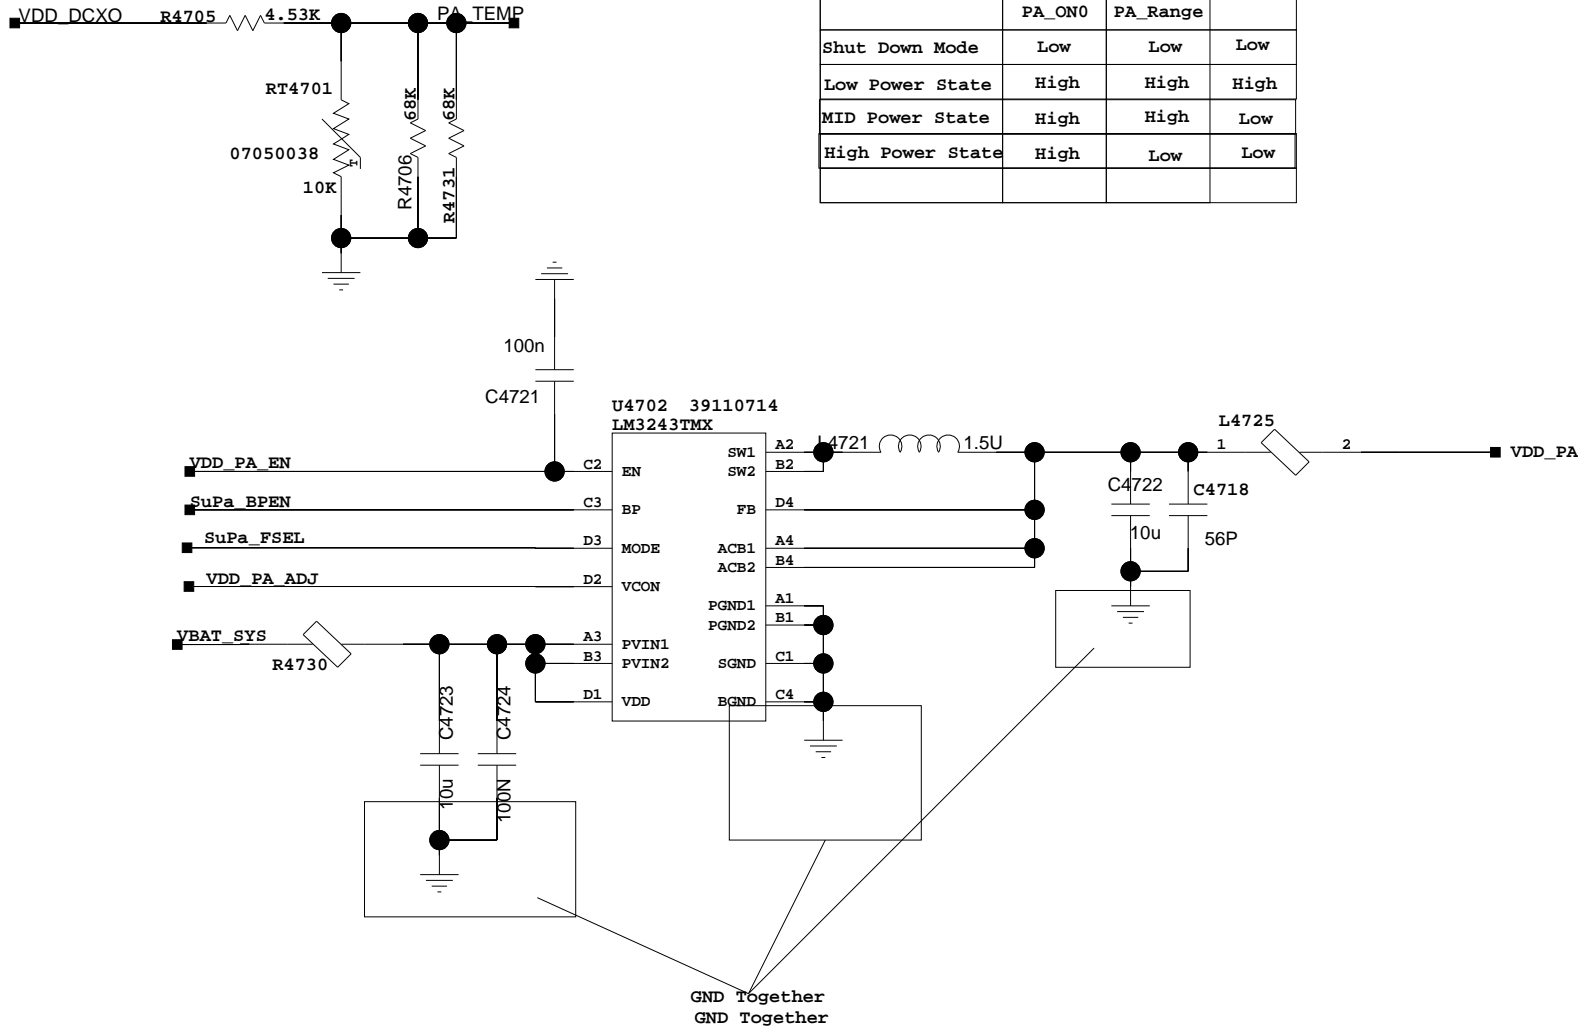 VDD_DCXO R4705 4.53K PA_TEMP
RT4701
07050038
10K
T
68K
R4706
68K
R4731
PA_ON0 PA_Range
Shut Down Mode Low Low Low
Low Power State High High High
MID Power State High High Low
High Power State High Low Low
100n
C4721
U4702 39110714
LM3243TMX
VDD_PA_EN C2 EN
SuPa_BPEN C3 BP
SuPa_FSEL D3 MODE
VDD_PA_ADJ D2 VCON
VBAT_SYS A3 PVIN1
R4730 B3 PVIN2
D1 VDD
SW1 A2
SW2 B2
FB D4
ACB1 A4
ACB2 B4
PGND1 A1
PGND2 B1
SGND C1
BGND C4
L4721 1.5U
L4725
1 2 VDD_PA
C4722
10u
C4718
56P
C4723
10u
C4724
100N
GND Together
GND Together